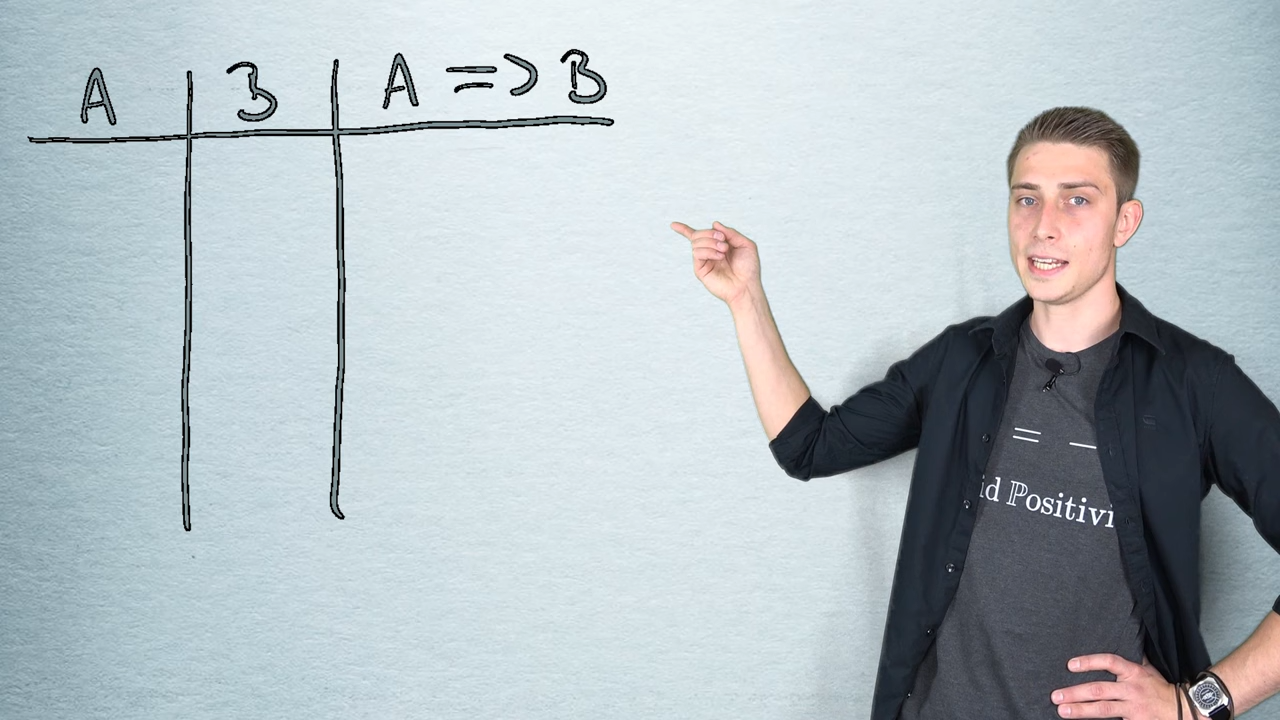 A B A => B
= —
id ℙositivi